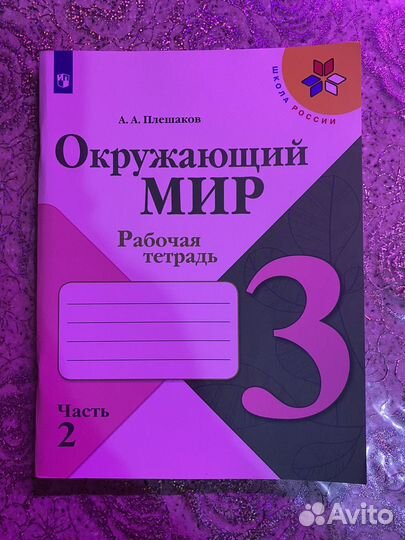 ШКОЛА РОССИИ
А. А. Плешаков
Окружающий
МИР
Рабочая
тетрадь
3
Часть
2
Avito